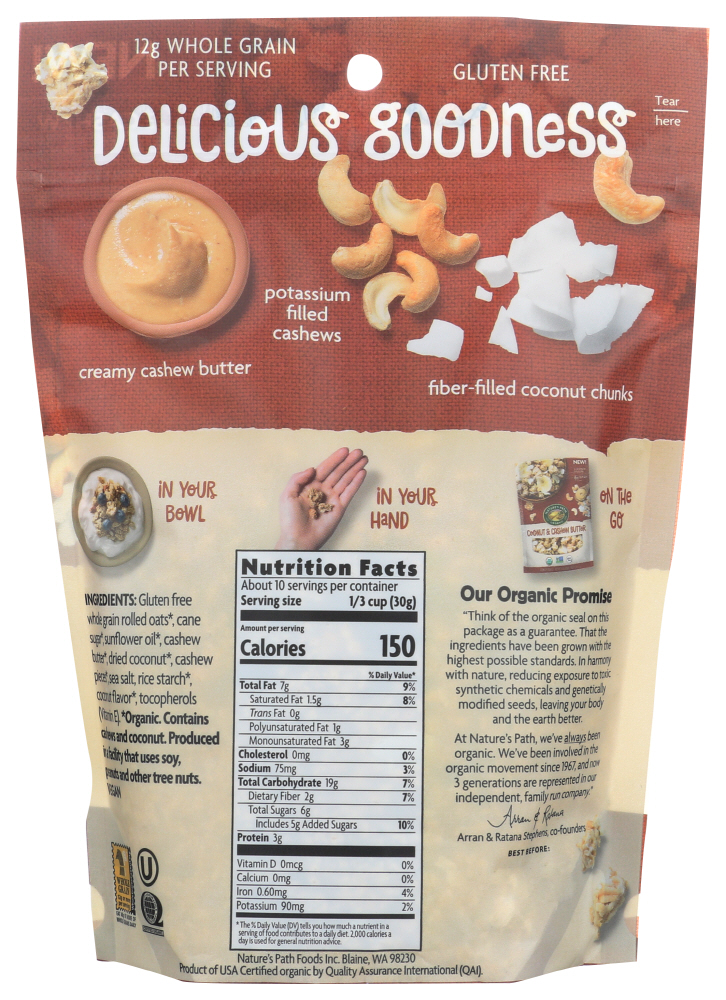 12g WHOLE GRAIN
PER SERVING
GLUTEN FREE
Tear
here
DELiCiOUS gOODNESS
potassium
filled
cashews
creamy cashew butter
fiber-filled coconut chunks
iN YOUR
BOWL
iN YOUR
HAND
NEW!
COCONUT & CASHEW BUTTER
ON THE
GO
INGREDIENTS: Gluten free
whole grain rolled oats*, cane
sugar*, sunflower oil*, cashew
butter*, dried coconut*, cashew
pieces*, sea salt, rice starch*,
coconut flavor*, tocopherols
(Vitamin E). *Organic. Contains
cashews and coconut. Produced
in a facility that uses soy,
peanuts and other tree nuts.
VEGAN
Nutrition Facts
About 10 servings per container
Serving size 1/3 cup (30g)
Amount per serving
Calories 150
% Daily Value*
Total Fat 7g 9%
Saturated Fat 1.5g 8%
Trans Fat 0g
Polyunsaturated Fat 1g
Monounsaturated Fat 3g
Cholesterol 0mg 0%
Sodium 75mg 3%
Total Carbohydrate 19g 7%
Dietary Fiber 2g 7%
Total Sugars 6g
Includes 5g Added Sugars 10%
Protein 3g
Vitamin D 0mcg 0%
Calcium 0mg 0%
Iron 0.60mg 4%
Potassium 90mg 2%
*The % Daily Value (DV) tells you how much a nutrient in a
serving of food contributes to a daily diet. 2,000 calories a
day is used for general nutrition advice.
Our Organic Promise
"Think of the organic seal on this
package as a guarantee. That the
ingredients have been grown with the
highest possible standards. In harmony
with nature, reducing exposure to toxic
synthetic chemicals and genetically
modified seeds, leaving your body
and the earth better.
At Nature's Path, we've always been
organic. We've been involved in the
organic movement since 1967, and now
3 generations are represented in our
independent, family run company."
Arran & Ratana
Arran & Ratana Stephens, co-founders
BEST BEFORE:
WHOLE
GRAIN
U
Nature's Path Foods Inc. Blaine, WA 98230
Product of USA Certified organic by Quality Assurance International (QAI).